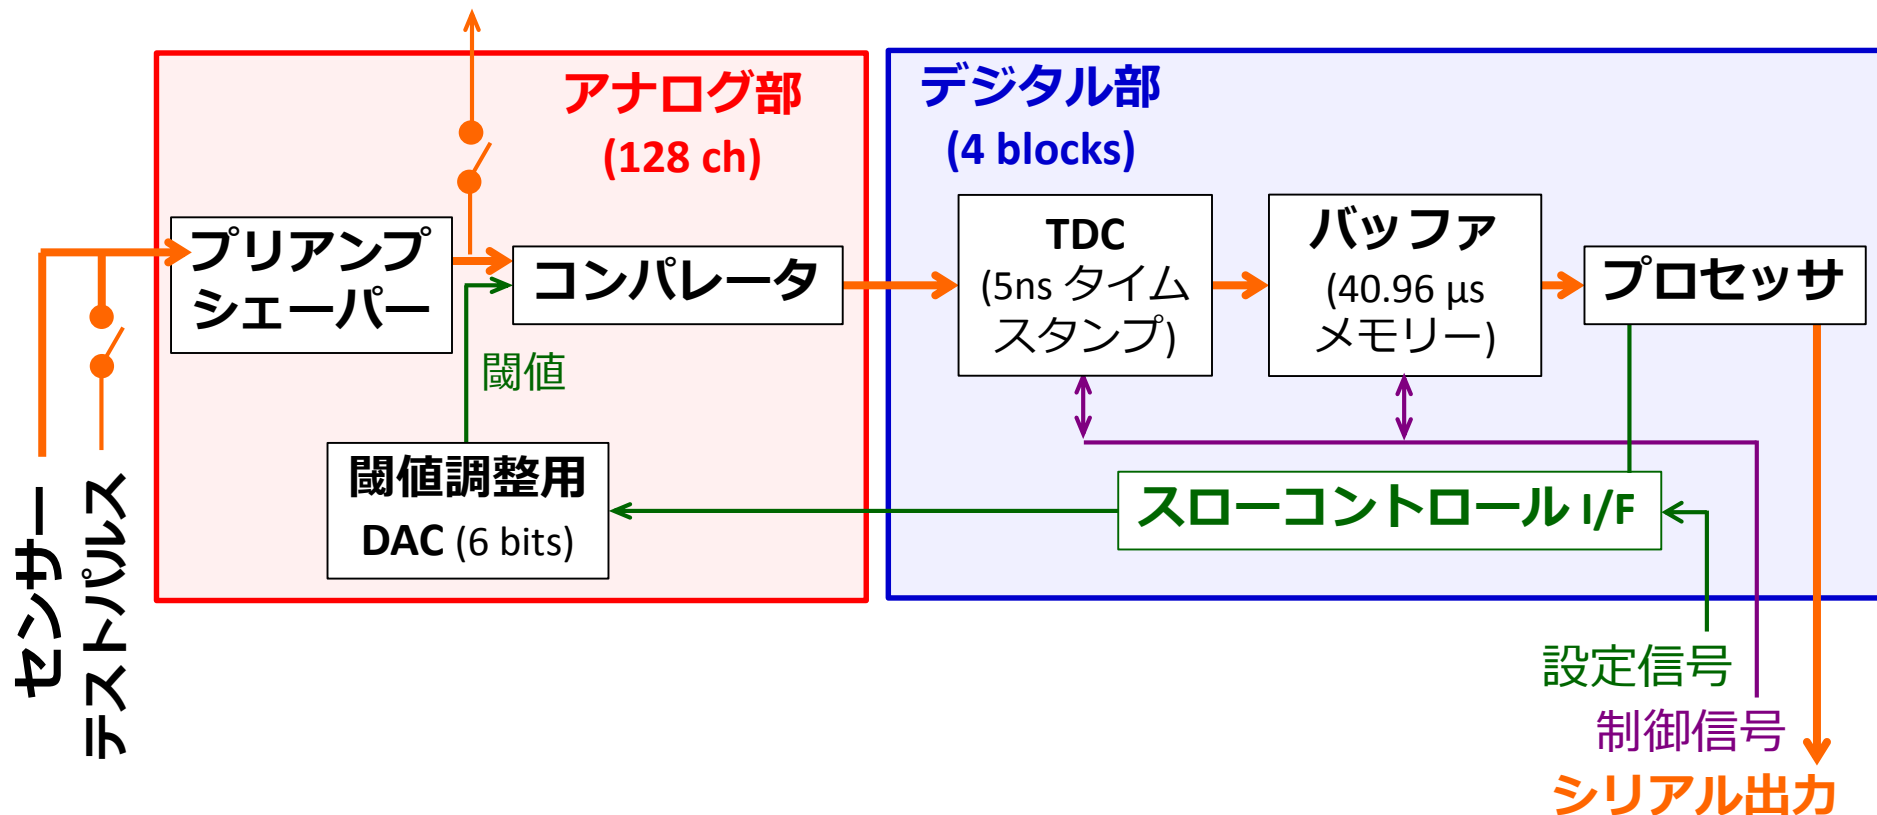 アナログ部
(128 ch)
デジタル部
(4 blocks)
プリアンプ
シェーパー
コンパレータ
TDC
(5ns タイム
スタンプ)
バッファ
(40.96 μs
メモリー)
プロセッサ
閾値
閾値調整用
DAC (6 bits)
スローコントロール I/F
センサー
テストパルス
設定信号
制御信号
シリアル出力